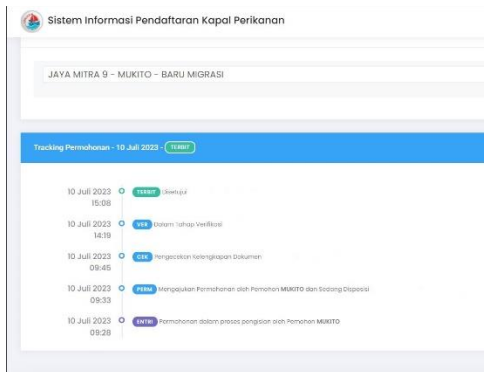 Sistem Informasi Pendaftaran Kapal Perikanan
JAYA MITRA 9 - MUKITO - BARU MIGRASI
Tracking Permohonan - 10 Juli 2023 - TERBIT
10 Juli 2023 TERBIT Disetujui
15:08
10 Juli 2023 VER Dalam Tahap Verifikasi
14:19
10 Juli 2023 CEK Pengecekan Kelengkapan Dokumen
09:45
10 Juli 2023 PERM Mengajukan Permohonan oleh Pemohon MUKITO dan Sedang Disposisi
09:33
10 Juli 2023 ENTRI Permohonan dalam proses pengisian oleh Pemohon MUKITO
09:28